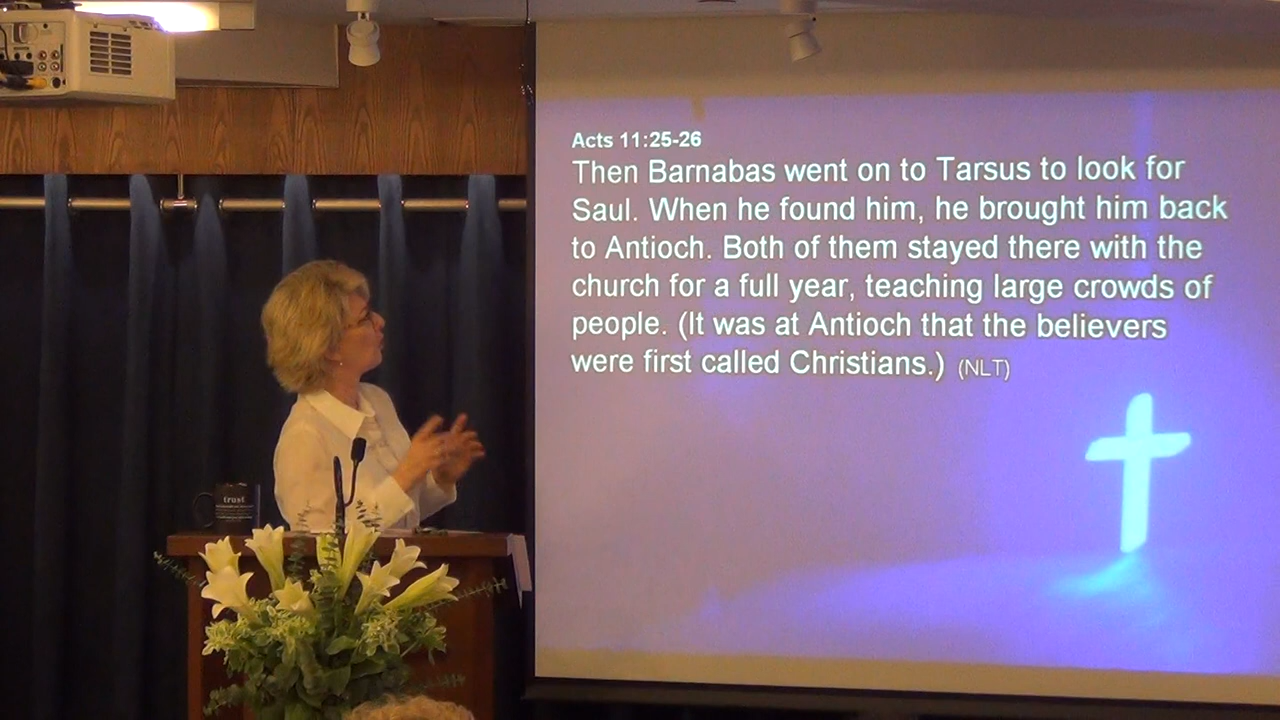 Acts 11:25-26
Then Barnabas went on to Tarsus to look for
Saul. When he found him, he brought him back
to Antioch. Both of them stayed there with the
church for a full year, teaching large crowds of
people. (It was at Antioch that the believers
were first called Christians.) (NLT)
trust